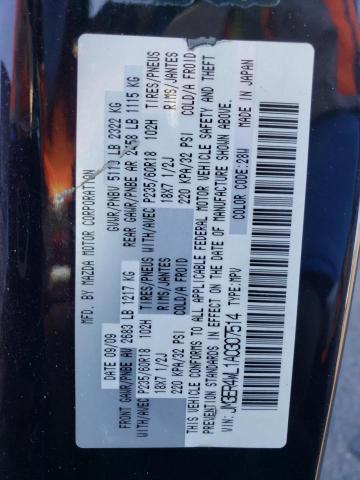 MFD. BY MAZDA MOTOR CORPORATION
09/09 GVWR/PNBV 5119 LB 2322 KG
FRONT GAWR/PNBE AV 2683 LB 1217 KG REAR GAWR/PNBE AR 2458 LB 1115 KG
WITH/AVEC P235/60R18 102H TIRES/PNEUS WITH/AVEC P235/60R18 102H TIRES/PNEUS
18X7 1/2J RIMS/JANTES 18X7 1/2J RIMS/JANTES
220 KPA/32 PSI COLD/A FROID 220 KPA/32 PSI COLD/A FROID
THIS VEHICLE CONFORMS TO ALL APPLICABLE FEDERAL MOTOR VEHICLE SAFETY AND THEFT
PREVENTION STANDARDS IN EFFECT ON THE DATE OF MANUFACTURE SHOWN ABOVE.
VIN: JM3ER4WL1A0307514 TYPE:MPV COLOR CODE:28W MADE IN JAPAN